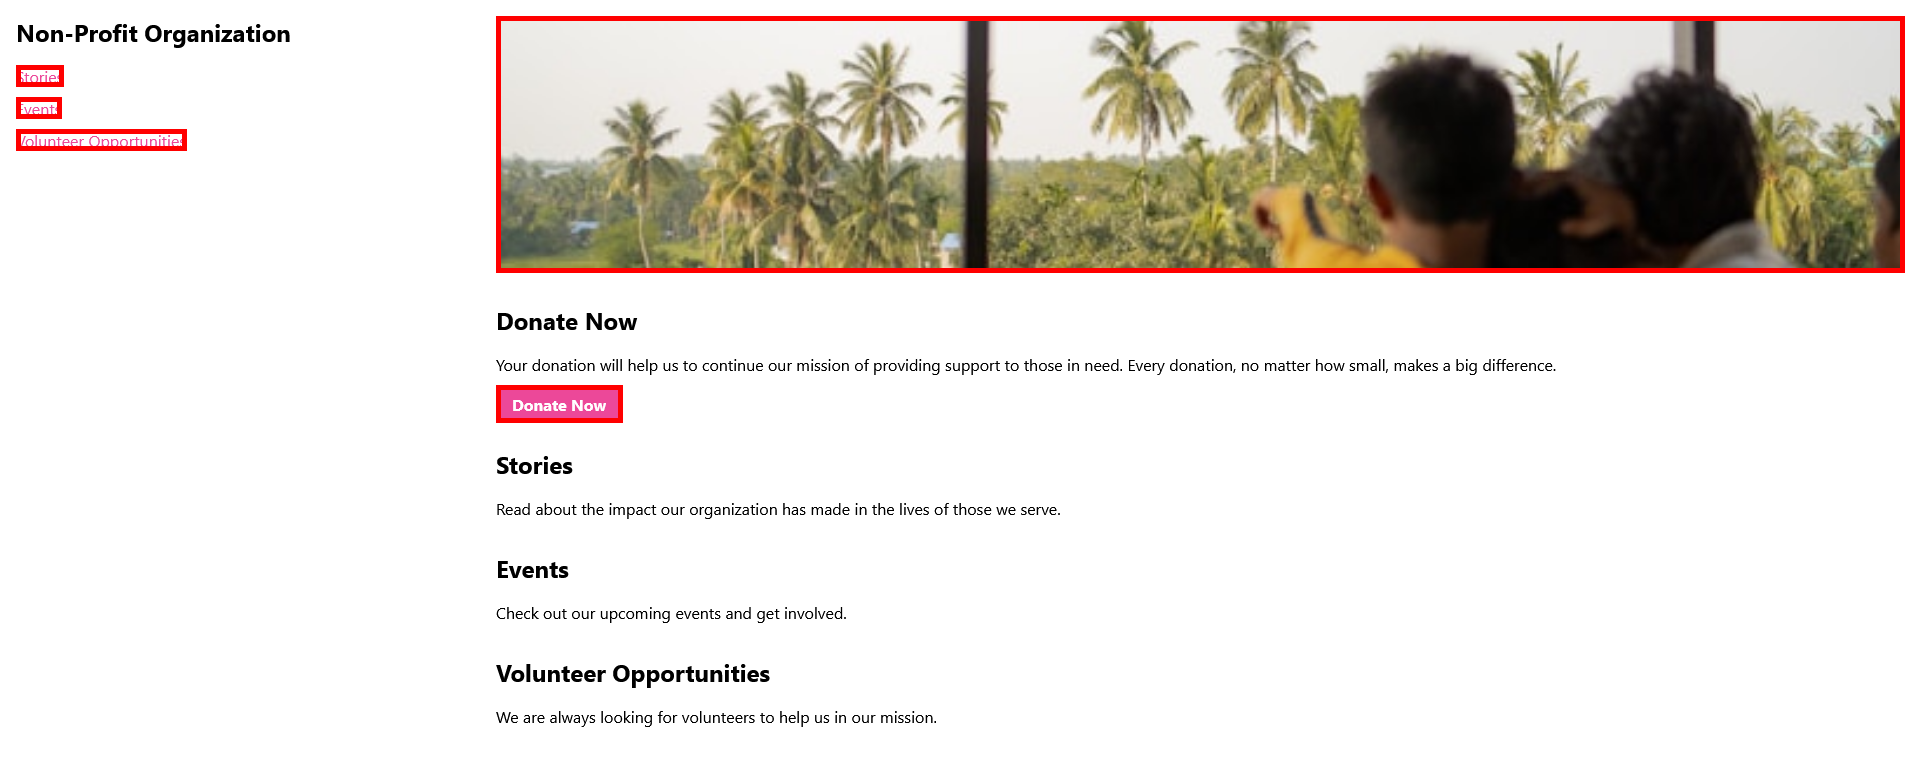 Non-Profit Organization
Stories
Events
Volunteer Opportunities
Donate Now
Your donation will help us to continue our mission of providing support to those in need. Every donation, no matter how small, makes a big difference.
Donate Now
Stories
Read about the impact our organization has made in the lives of those we serve.
Events
Check out our upcoming events and get involved.
Volunteer Opportunities
We are always looking for volunteers to help us in our mission.